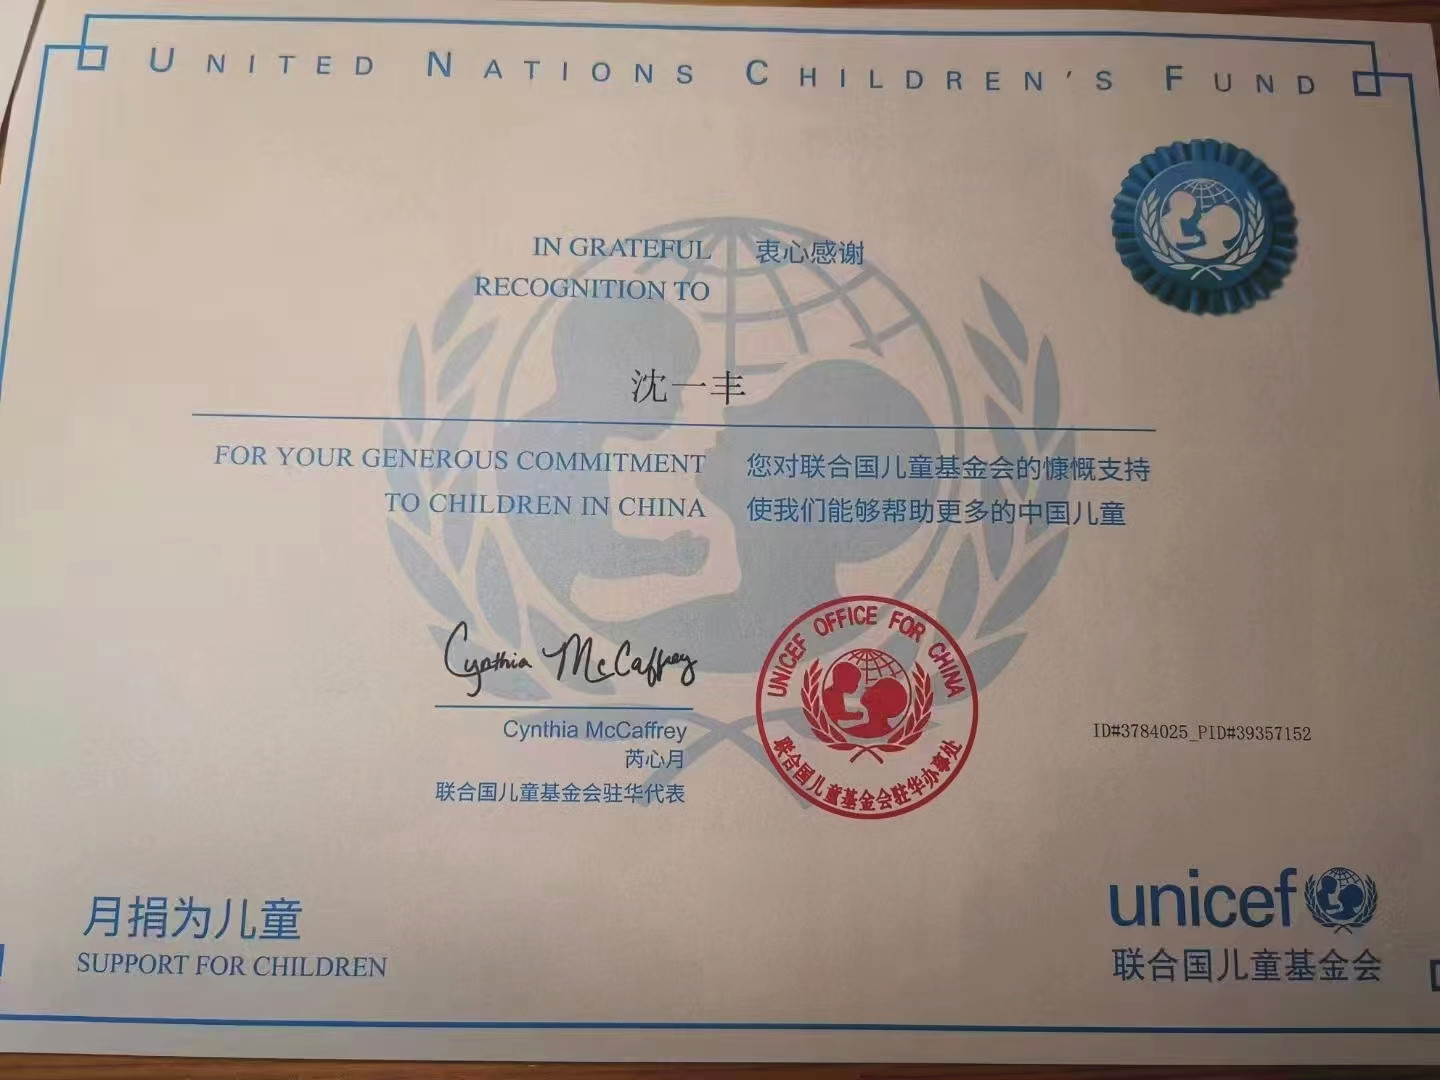 UNITED NATIONS CHILDREN'S FUND
IN GRATEFUL
RECOGNITION TO
衷心感谢
沈一丰
FOR YOUR GENEROUS COMMITMENT
TO CHILDREN IN CHINA
您对联合国儿童基金会的慷慨支持
使我们能够帮助更多的中国儿童
Cynthia McCaffrey
Cynthia McCaffrey
芮心月
联合国儿童基金会驻华代表
UNICEF OFFICE FOR CHINA
联合国儿童基金会驻华办事处
ID#3784025_PID#39357152
月捐为儿童
SUPPORT FOR CHILDREN
unicef
联合国儿童基金会